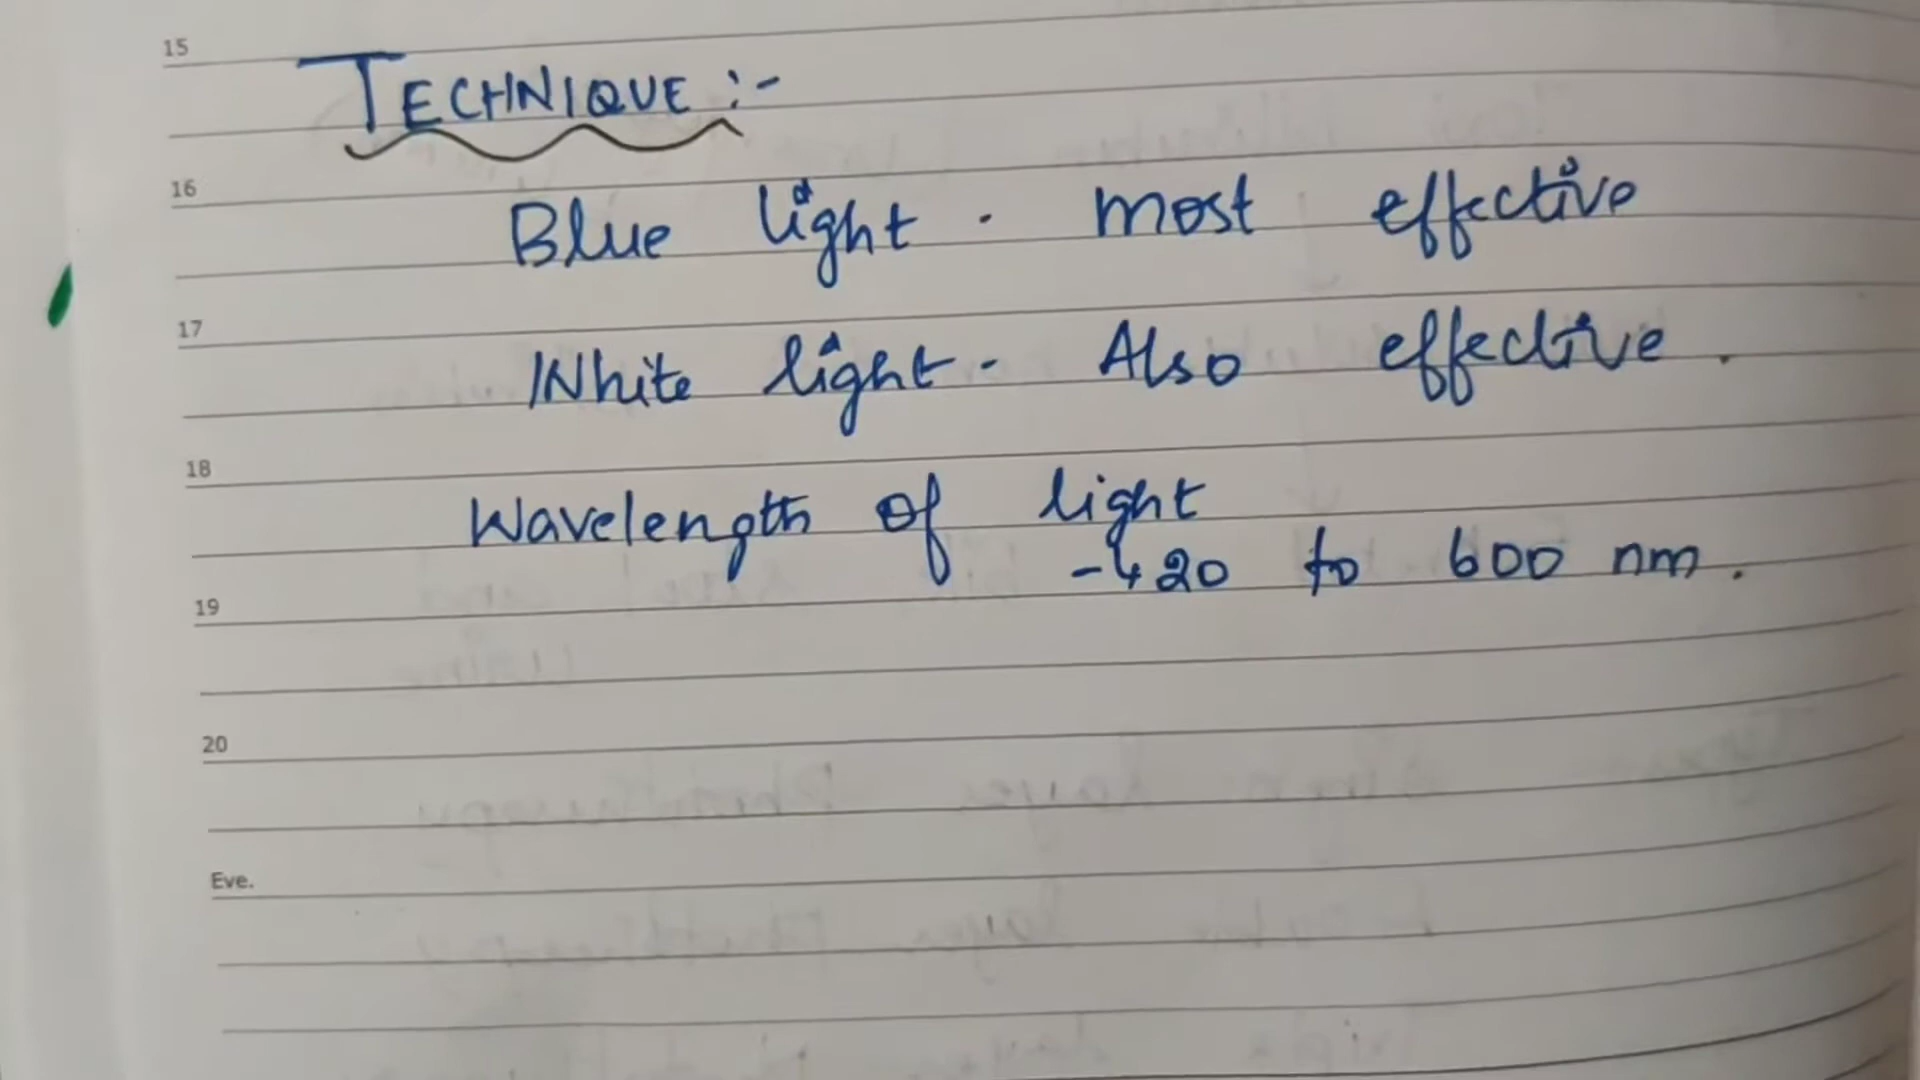 15
TECHNIQUE :-
16
Blue light - most effective
17
White light - Also effective.
18
Wavelength of light
- 420 to 600 nm.
19
20
Eve.